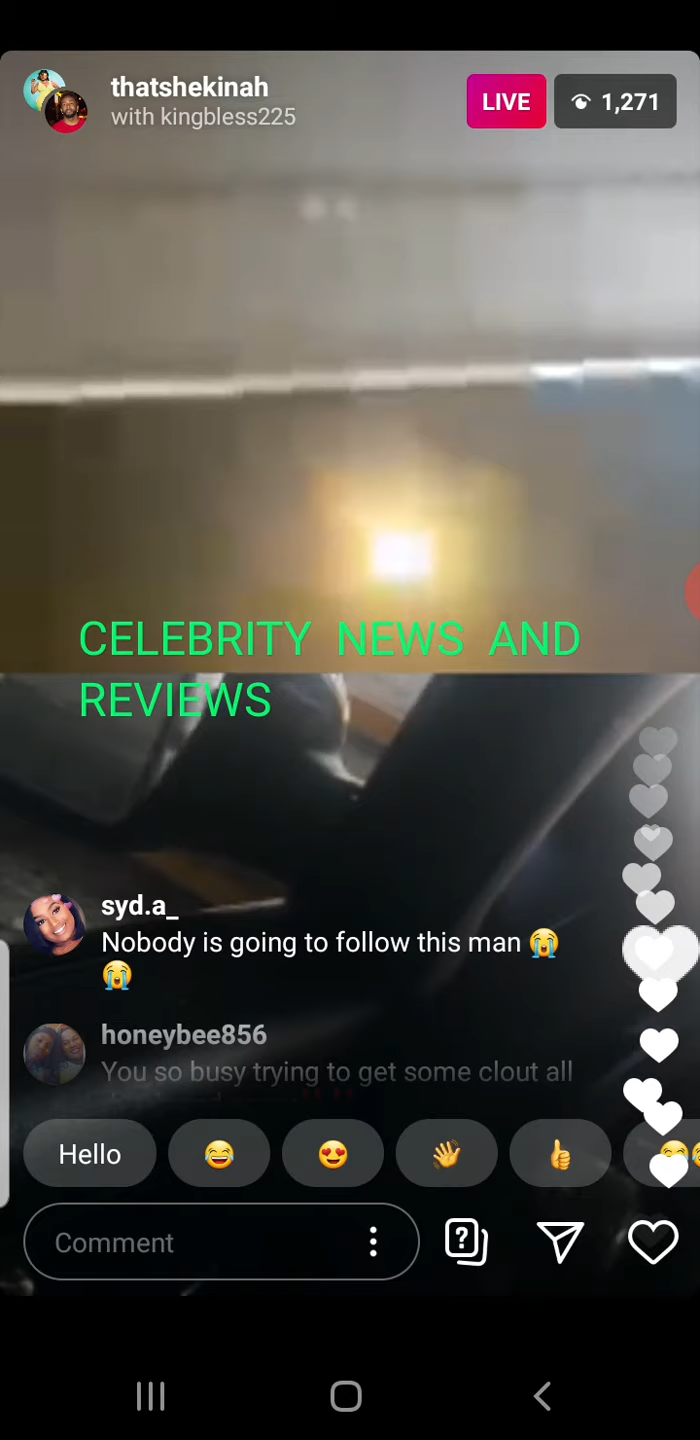 thatshekinah
with kingbless225
LIVE
1,271
CELEBRITY NEWS AND
REVIEWS
syd.a_
Nobody is going to follow this man 😭
😭
honeybee856
You so busy trying to get some clout all
Hello
Comment